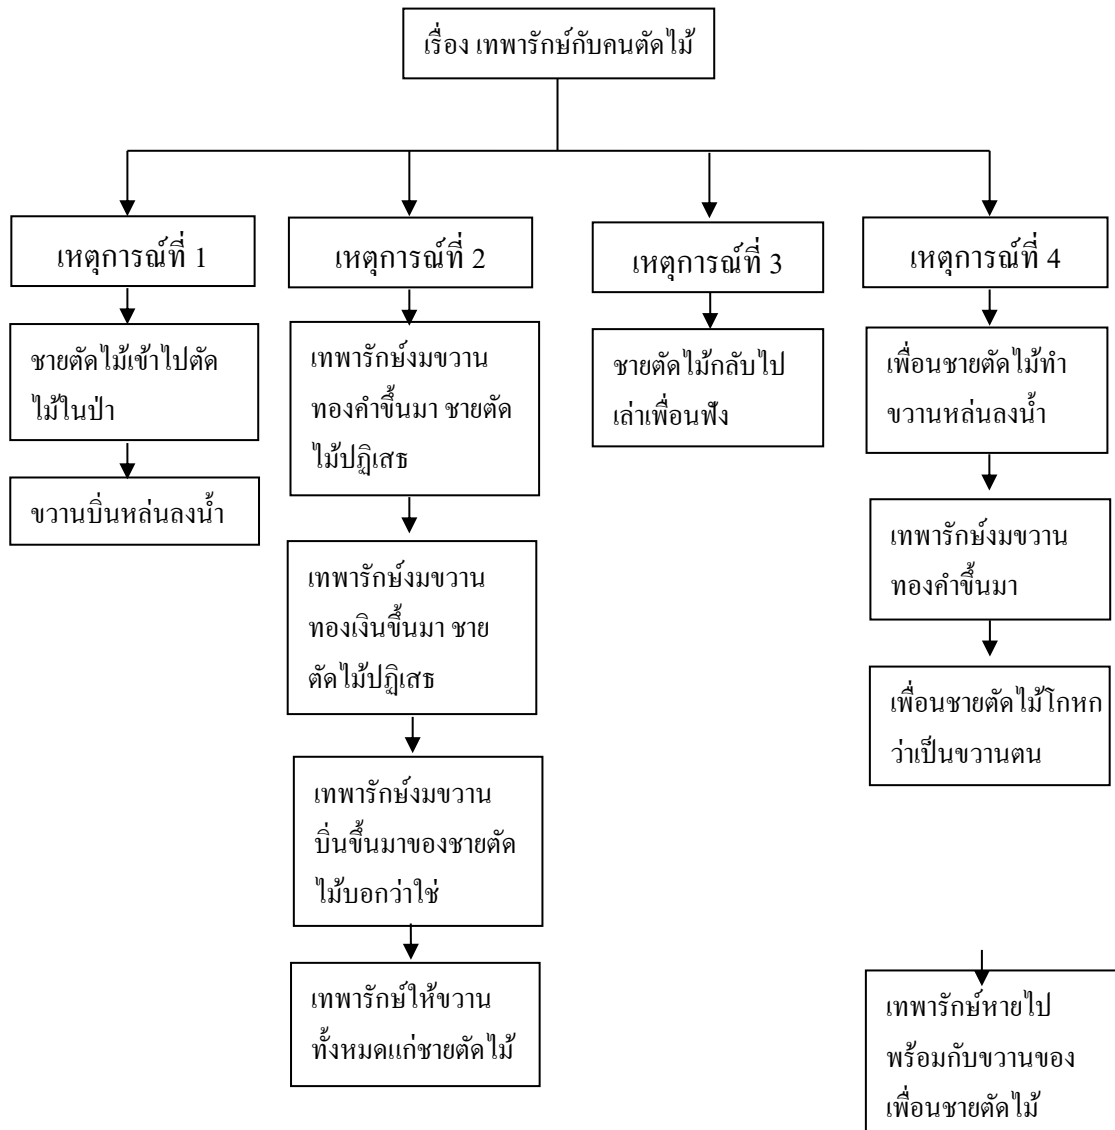 เรื่อง เทพารักษ์กับคนตัดไม้
เหตุการณ์ที่ 1
ชายตัดไม้เข้าไปตัด
ไม้ในป่า
ขวานบิ่นหล่นลงน้ำ
เหตุการณ์ที่ 2
เทพารักษ์งมขวาน
ทองคำขึ้นมา ชายตัด
ไม้ปฏิเสธ
เทพารักษ์งมขวาน
ทองเงินขึ้นมา ชาย
ตัดไม้ปฏิเสธ
เทพารักษ์งมขวาน
บิ่นขึ้นมาของชายตัด
ไม้บอกว่าใช่
เทพารักษ์ให้ขวาน
ทั้งหมดแก่ชายตัดไม้
เหตุการณ์ที่ 3
ชายตัดไม้กลับไป
เล่าเพื่อนฟัง
เหตุการณ์ที่ 4
เพื่อนชายตัดไม้ทำ
ขวานหล่นลงน้ำ
เทพารักษ์งมขวาน
ทองคำขึ้นมา
เพื่อนชายตัดไม้โกหก
ว่าเป็นขวานตน
เทพารักษ์หายไป
พร้อมกับขวานของ
เพื่อนชายตัดไม้